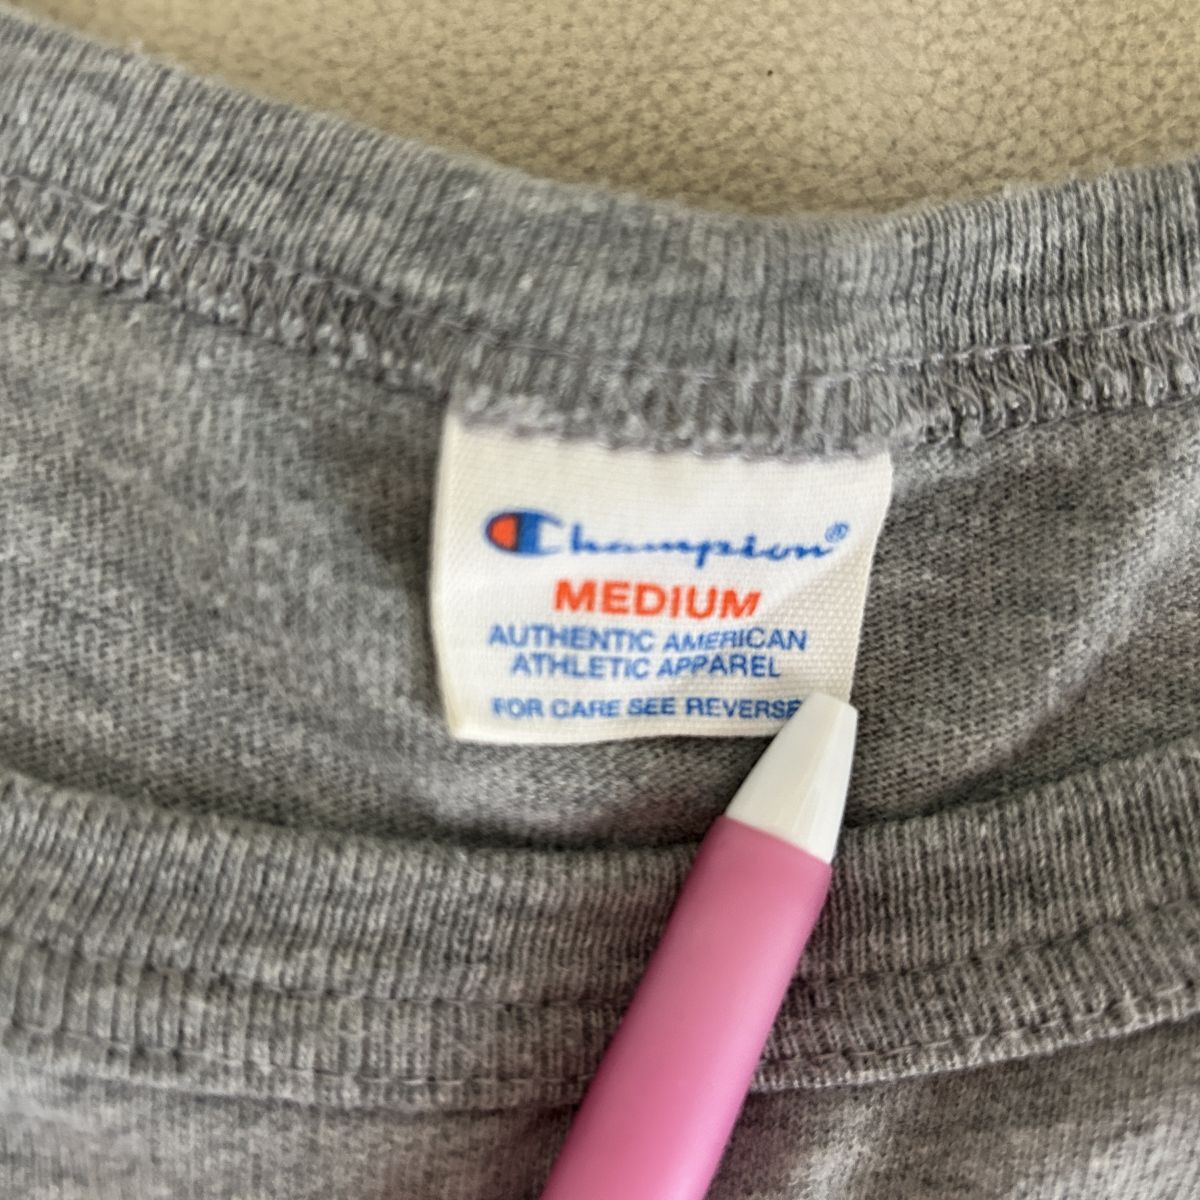 Champion®
MEDIUM
AUTHENTIC AMERICAN
ATHLETIC APPAREL
FOR CARE SEE REVERSE